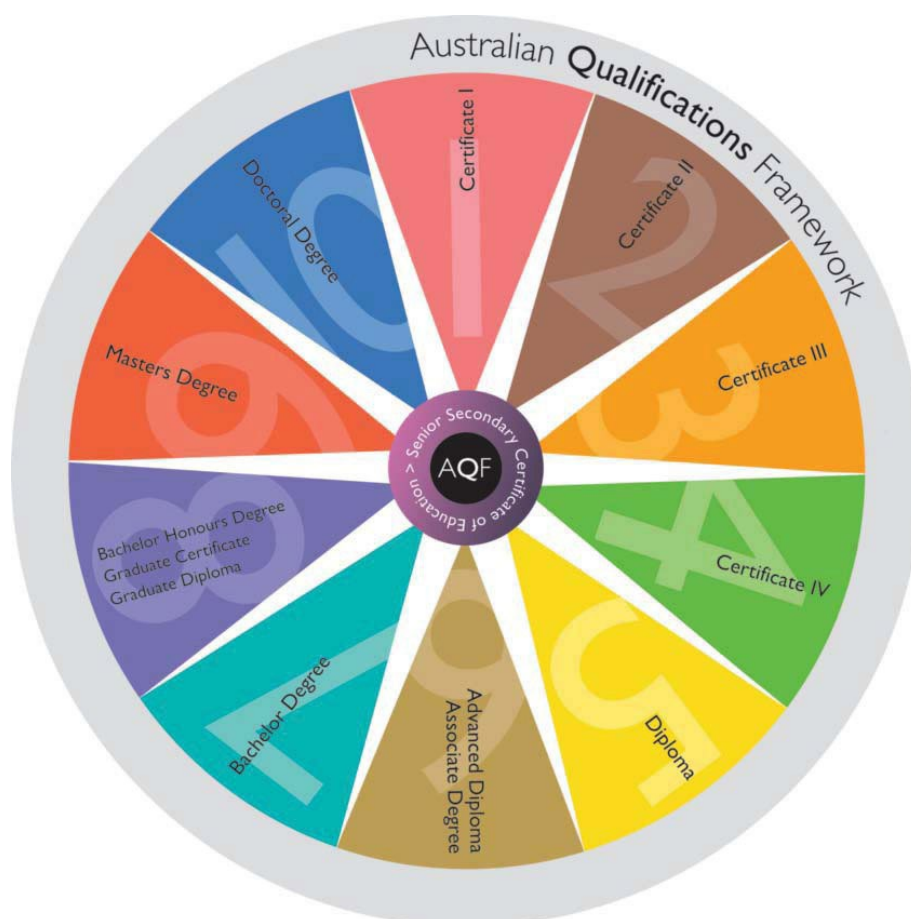 Australian Qualifications Framework
1
Certificate I
2
Certificate II
3
Certificate III
4
Certificate IV
5
Diploma
6
Advanced Diploma
Associate Degree
7
Bachelor Degree
8
Bachelor Honours Degree
Graduate Certificate
Graduate Diploma
9
Masters Degree
10
Doctoral Degree
Senior Secondary Certificate of Education >
AQF